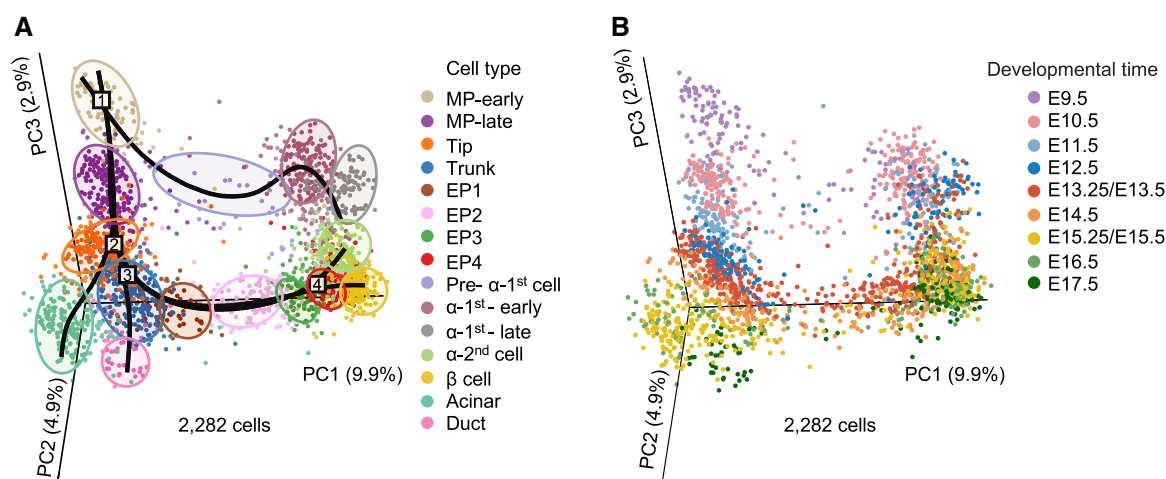 A
PC3 (2.9%)
PC2 (4.9%)
PC1 (9.9%)
1
2
3
4
2,282 cells
Cell type
MP-early
MP-late
Tip
Trunk
EP1
EP2
EP3
EP4
Pre- α-1st cell
α-1st- early
α-1st- late
α-2nd cell
β cell
Acinar
Duct
B
PC3 (2.9%)
PC2 (4.9%)
PC1 (9.9%)
2,282 cells
Developmental time
E9.5
E10.5
E11.5
E12.5
E13.25/E13.5
E14.5
E15.25/E15.5
E16.5
E17.5